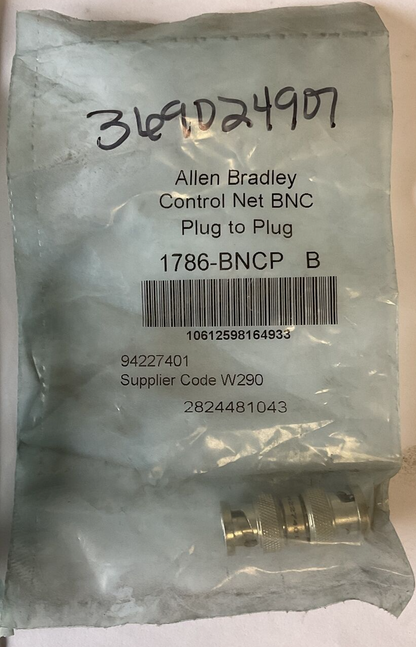 369D24907
Allen Bradley
Control Net BNC
Plug to Plug
1786-BNCP B
10612598164933
94227401
Supplier Code W290
2824481043